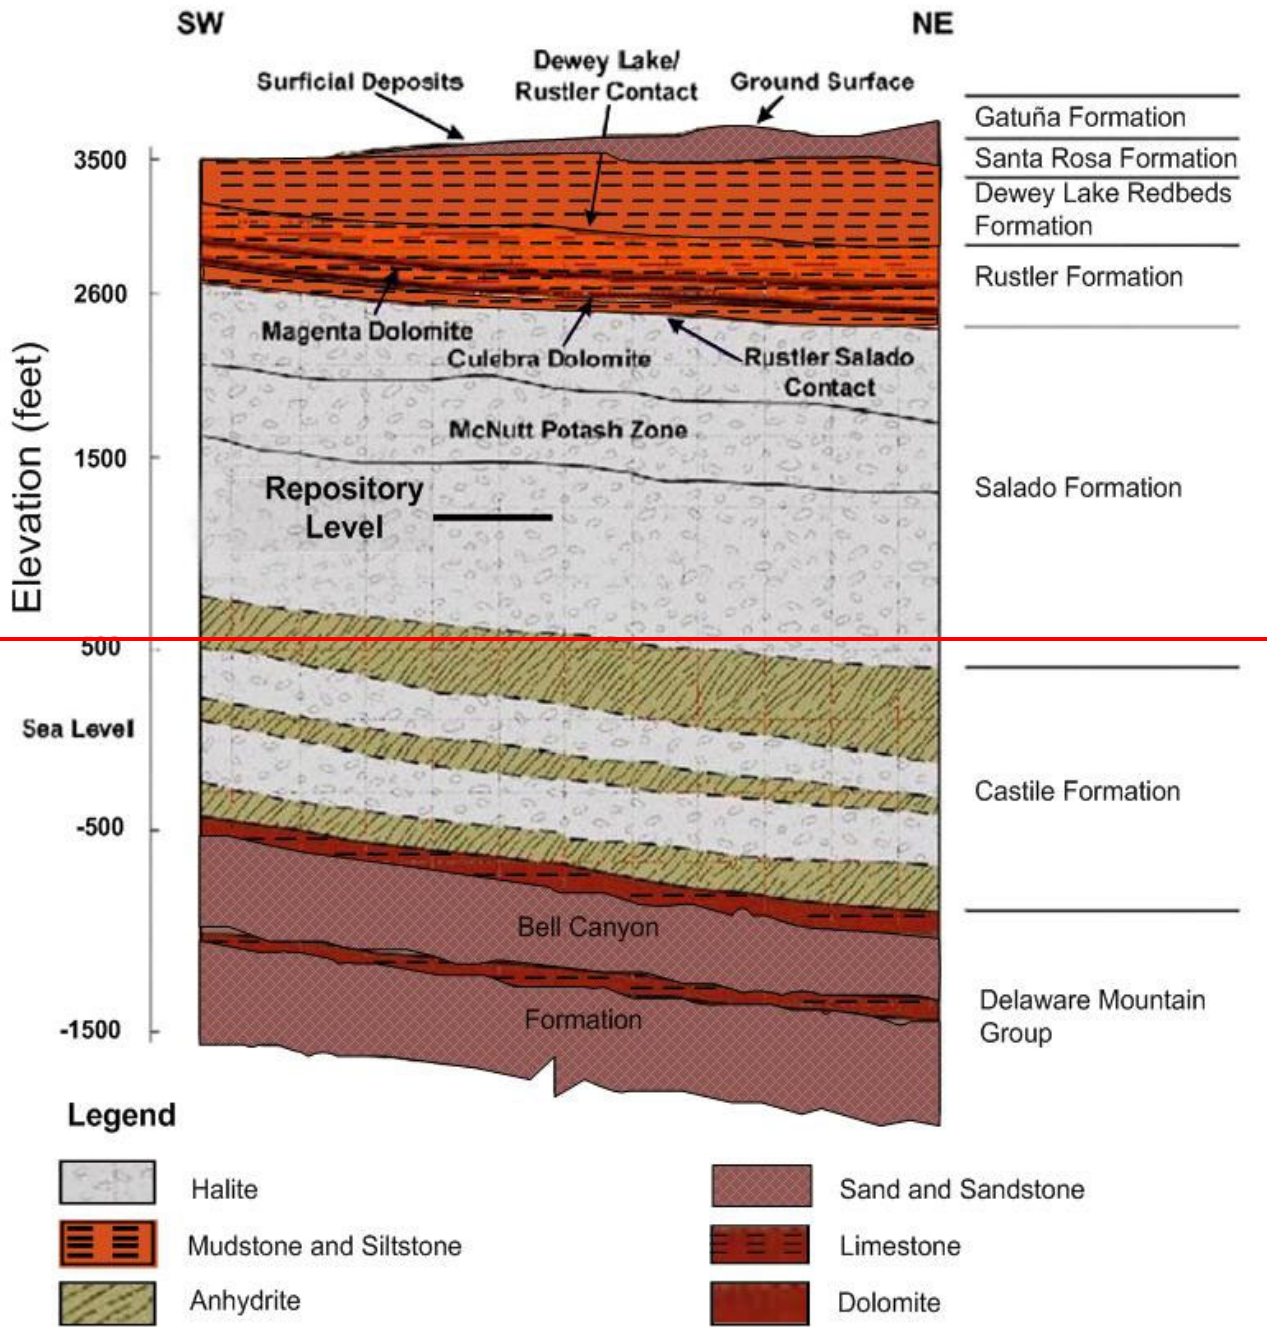 SW
NE
Surficial Deposits
Dewey Lake/
Rustler Contact
Ground Surface
Gatuña Formation
Santa Rosa Formation
Dewey Lake Redbeds
Formation
Rustler Formation
Salado Formation
Castile Formation
Delaware Mountain
Group
Elevation (feet)
3500
2600
1500
500
Sea Level
-500
-1500
Magenta Dolomite
Culebra Dolomite
Rustler Salado
Contact
McNutt Potash Zone
Repository
Level
Bell Canyon
Formation
Legend
Halite
Mudstone and Siltstone
Anhydrite
Sand and Sandstone
Limestone
Dolomite